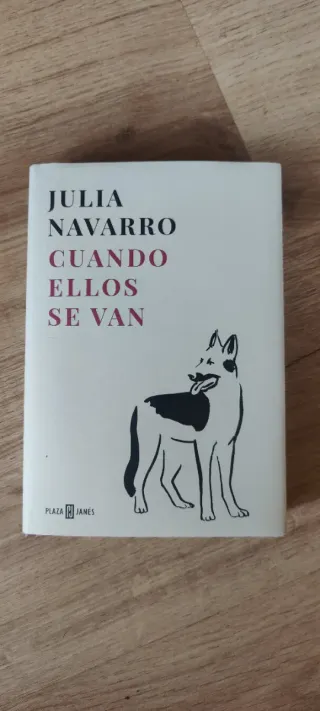 JULIA
NAVARRO
CUANDO
ELLOS
SE VAN
PLAZA JANÉS